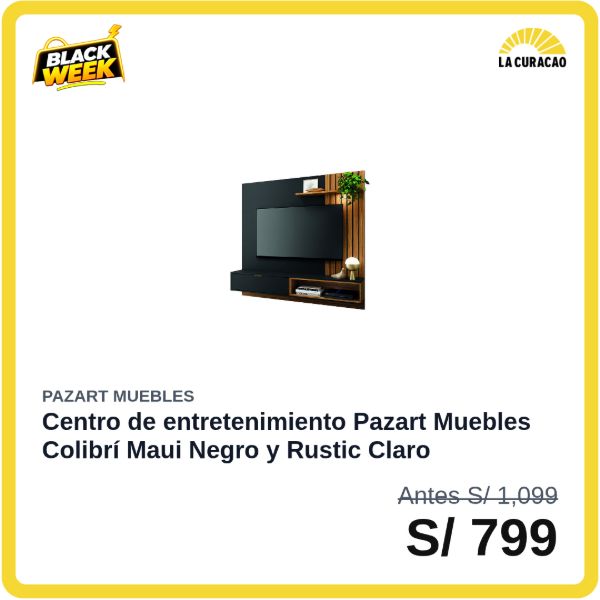 BLACK
WEEK
LA CURACAO
PAZART MUEBLES
Centro de entretenimiento Pazart Muebles
Colibrí Maui Negro y Rustic Claro
Antes S/ 1,099
S/ 799